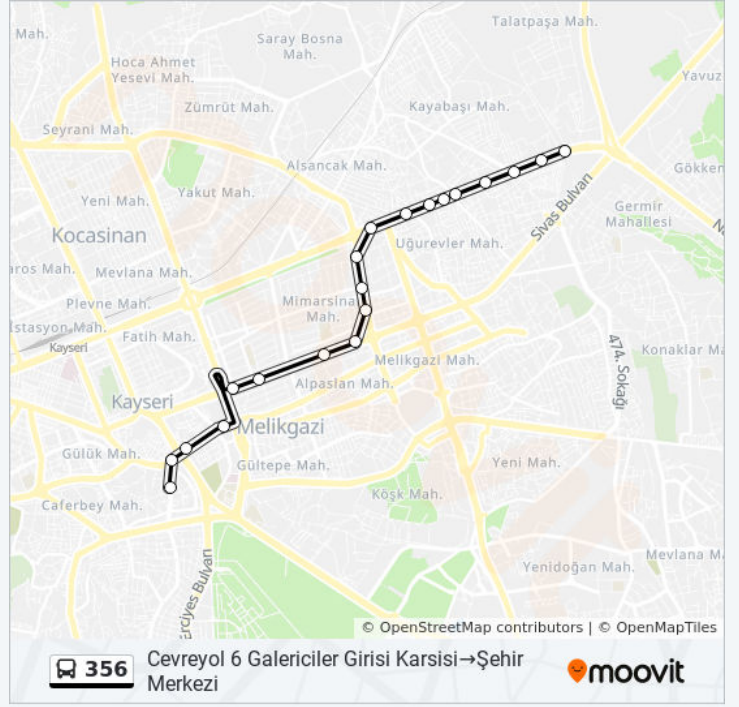 Mah.
Talatpaşa Mah.
Saray Bosna
Mah.
Hoca Ahmet
Yesevi Mah.
Yavuz
Zümrüt Mah.
Kayabaşı Mah.
Seyrani Mah.
Alsancak Mah.
Gökken
Yakut Mah.
Yeni Mah.
Sivas Bulvarı
Germir
Mahallesi
Kocasinan
Uğurevler Mah.
aros Mah.
Mevlana Mah.
Plevne Mah.
Mimarsina
Mah.
İstasyon Mah.
Fatih Mah.
Kayseri
474. Sokağı
Konaklar Ma
Melikgazi Mah.
Alpaslan Mah.
Kayseri
Melikgazi
Gülük Mah.
Gültepe Mah.
Yeni Mah.
Köşk Mah.
Caferbey Mah.
Mevlana M
Yenidoğan Mah.
Erciyes Bulvarı
© OpenStreetMap contributors | © OpenMapTiles
356
Cevreyol 6 Galericiler Girisi Karsisi→Şehir
Merkezi
moovit